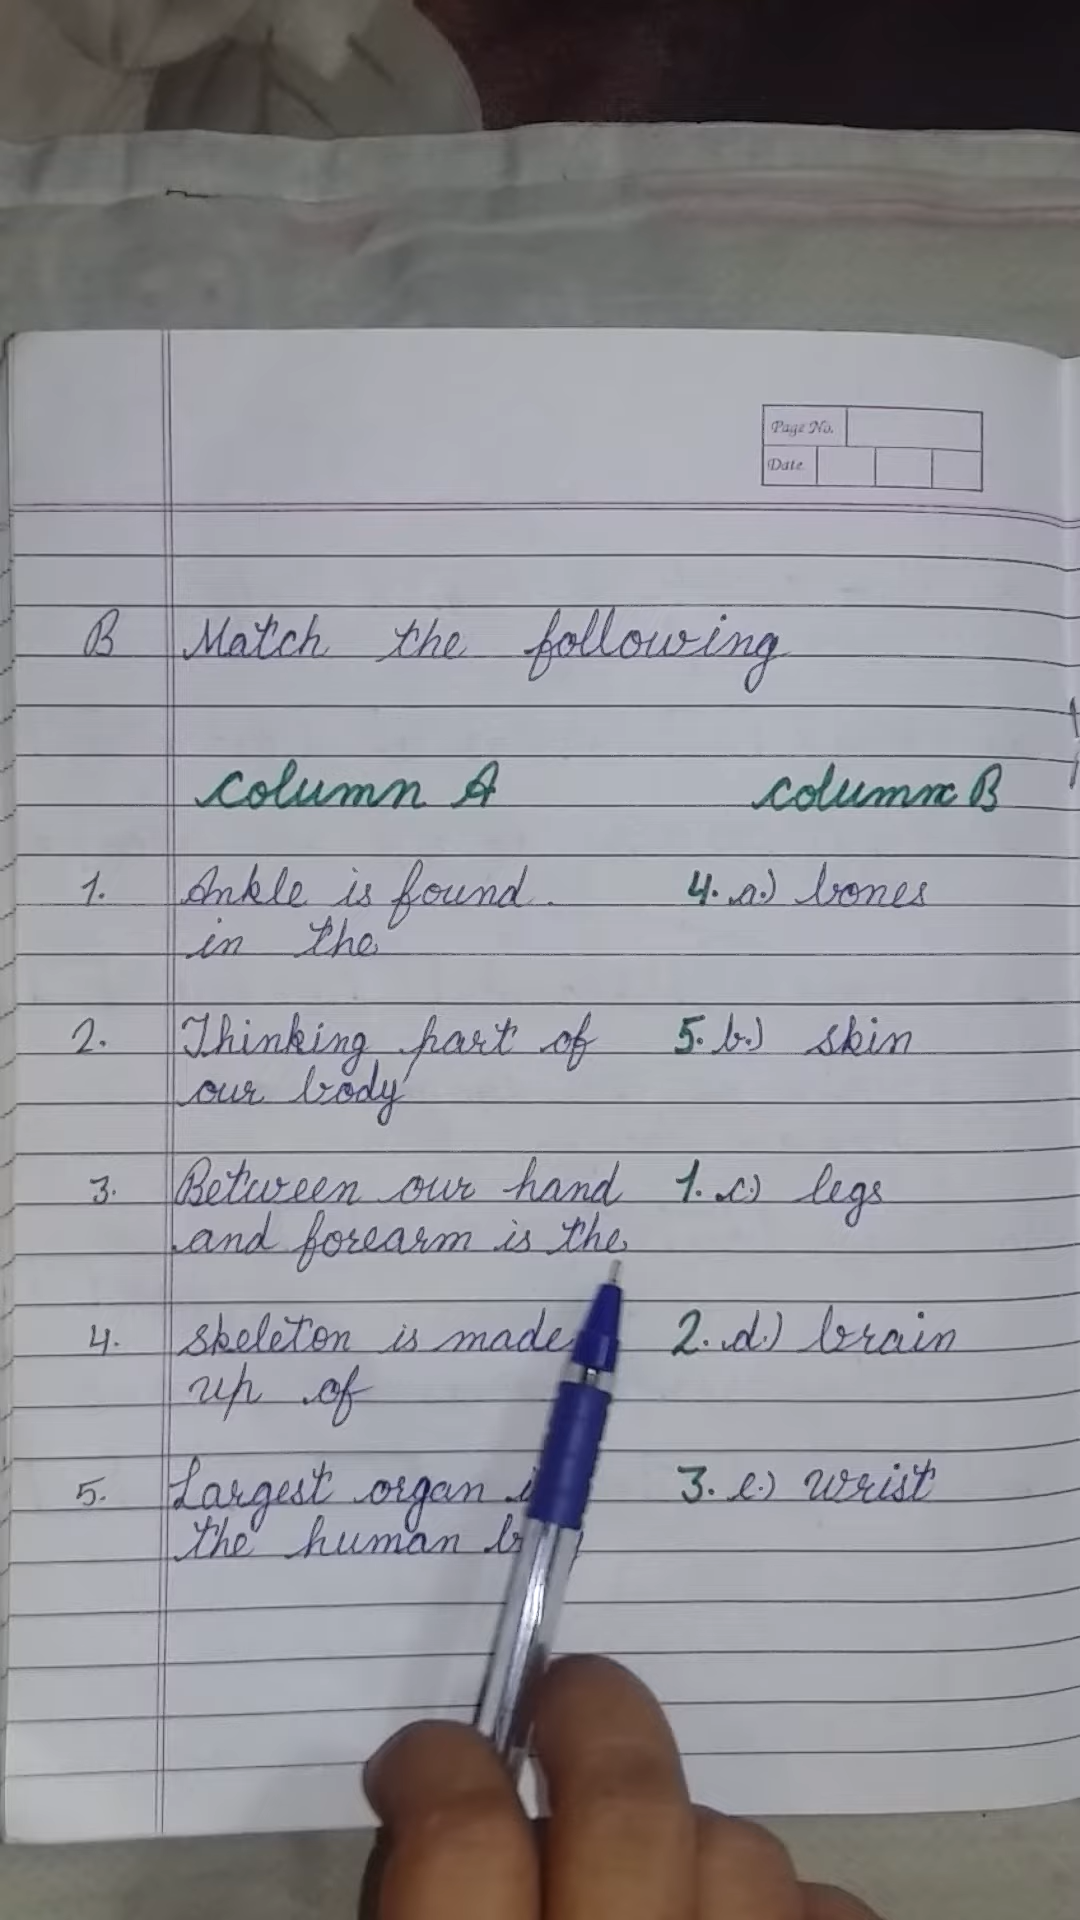 Page No.
Date
B Match the following
column A column B
1. Ankle is found 4. a.) bones
in the
2. Thinking part of 5. b.) skin
our body
3. Between our hand 1. c.) legs
and forearm is the
4. skeleton is made 2. d.) brain
up of
5. Largest organ 3. e.) wrist
the human